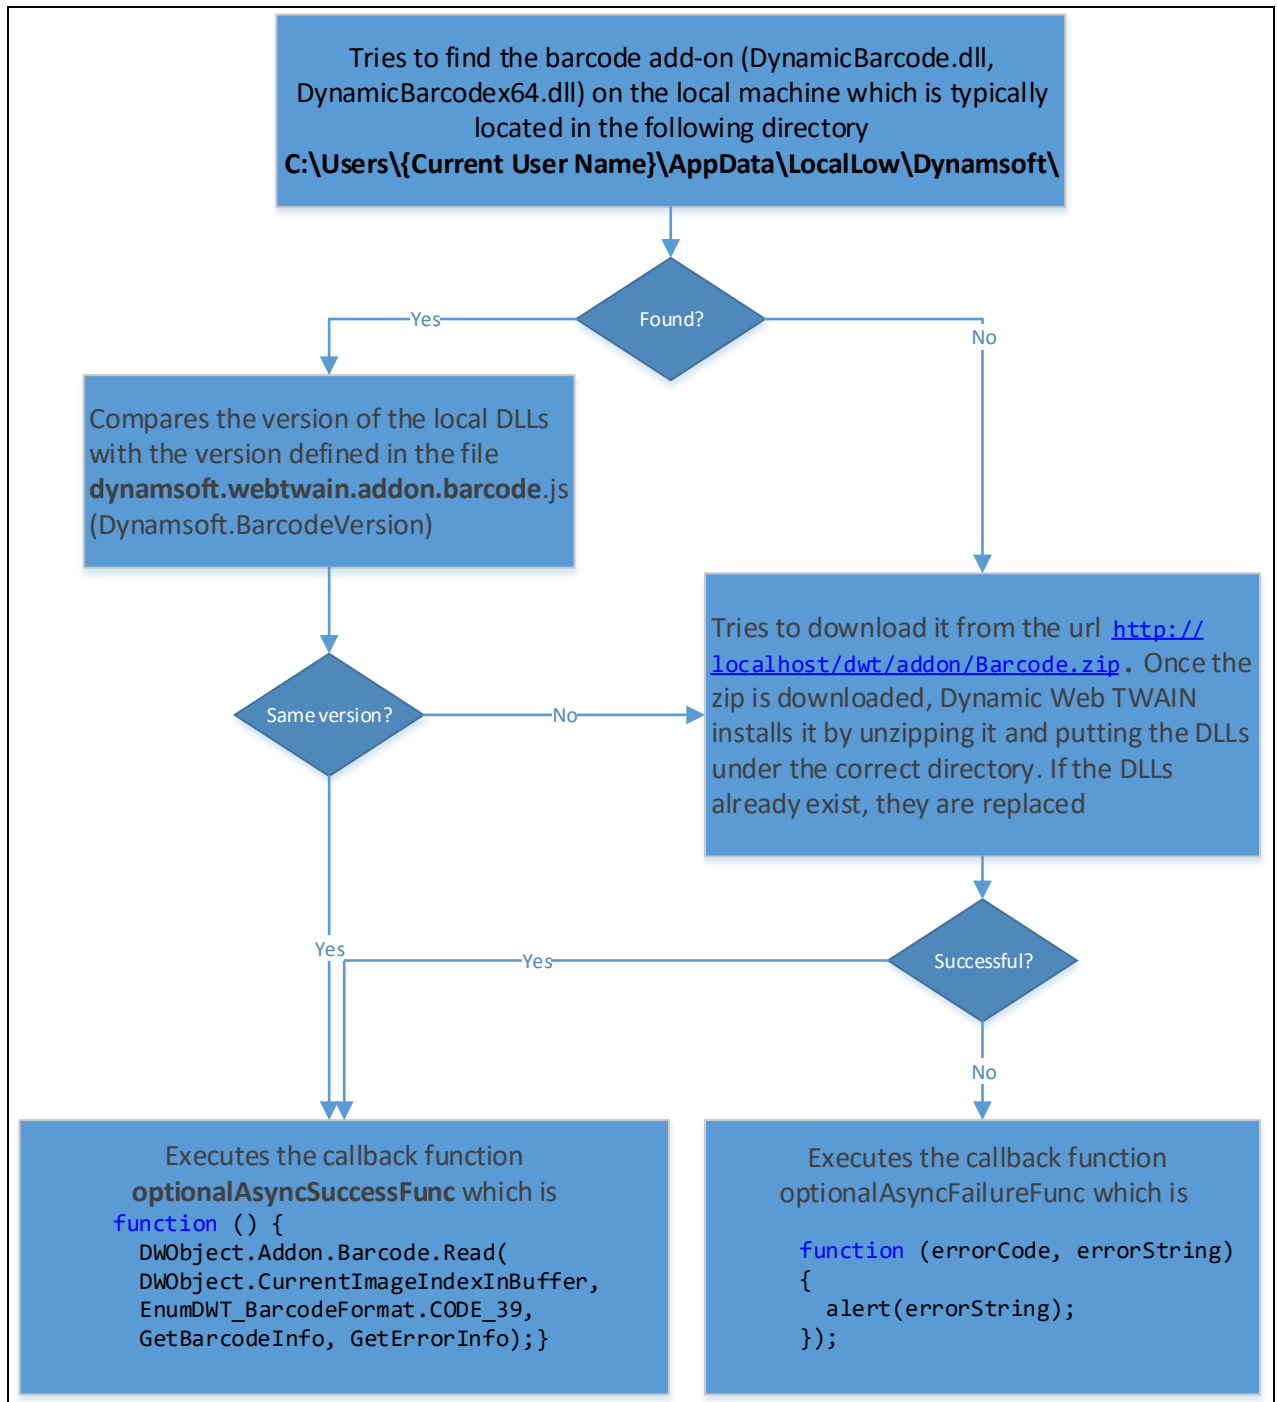 Tries to find the barcode add-on (DynamicBarcode.dll,
DynamicBarcodex64.dll) on the local machine which is typically
located in the following directory
C:\Users\{Current User Name}\AppData\LocalLow\Dynamsoft\
Found?
Yes
No
Compares the version of the local DLLs
with the version defined in the file
dynamsoft.webtwain.addon.barcode.js
(Dynamsoft.BarcodeVersion)
Tries to download it from the url http://
localhost/dwt/addon/Barcode.zip. Once the
zip is downloaded, Dynamic Web TWAIN
installs it by unzipping it and putting the DLLs
under the correct directory. If the DLLs
already exist, they are replaced
Same version?
No
Yes
Successful?
Yes
No
Executes the callback function
optionalAsyncSuccessFunc which is
function () {
DWObject.Addon.Barcode.Read(
DWObject.CurrentImageIndexInBuffer,
EnumDWT_BarcodeFormat.CODE_39,
GetBarcodeInfo, GetErrorInfo);}
Executes the callback function
optionalAsyncFailureFunc which is
function (errorCode, errorString)
{
alert(errorString);
});